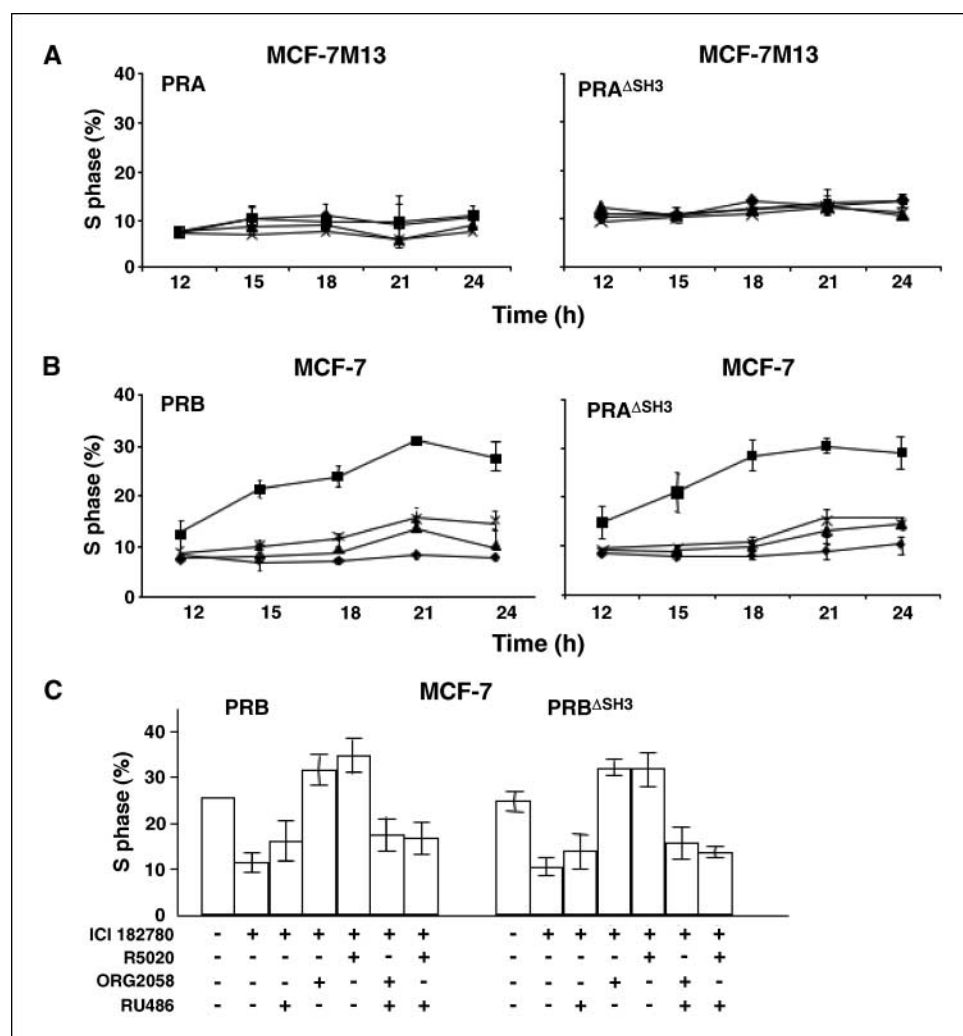 A
MCF-7M13
MCF-7M13
PRA
PRAΔSH3
S phase (%)
40
30
20
10
0
12 15 18 21 24
12 15 18 21 24
Time (h)
B
MCF-7
MCF-7
PRB
PRAΔSH3
S phase (%)
40
30
20
10
0
12 15 18 21 24
12 15 18 21 24
Time (h)
C
MCF-7
PRB
PRBΔSH3
S phase (%)
40
30
20
10
0
ICI 182780 - + + + + + + - + + + + + +
R5020 - - - - + - + - - - - + - +
ORG2058 - - - + - + - - - - + - + -
RU486 - - + - - + + - - + - - + +